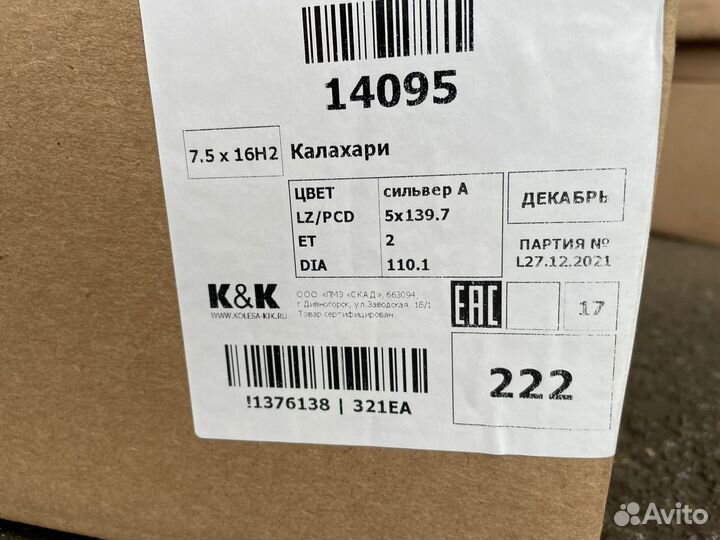 14095
7.5 x 16H2 Калахари
ЦВЕТ сильвер А
LZ/PCD 5x139.7
ET 2
DIA 110.1
ДЕКАБРЬ
ПАРТИЯ №
L27.12.2021
K&K
WWW.KOLESA-KIK.RU
ООО «ЛМЗ «СКАД», 663094,
г. Дивногорск, ул.Заводская, 1Б/1
Товар сертифицирован.
EAC
17
!1376138 | 321EA
222
Avito